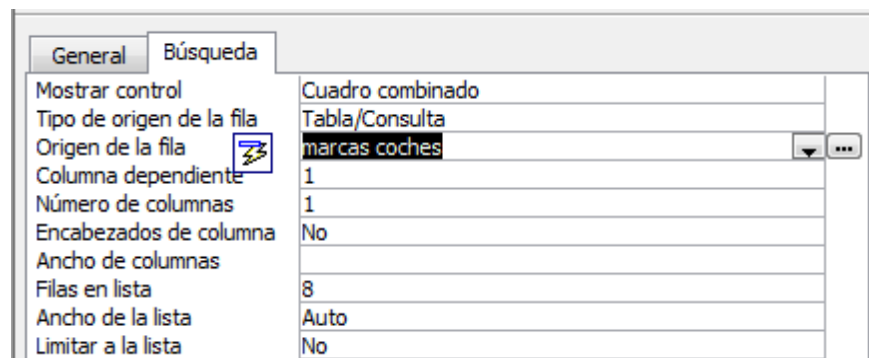 General Búsqueda
Mostrar control Cuadro combinado
Tipo de origen de la fila Tabla/Consulta
Origen de la fila marcas coches ...
Columna dependiente 1
Número de columnas 1
Encabezados de columna No
Ancho de columnas
Filas en lista 8
Ancho de la lista Auto
Limitar a la lista No